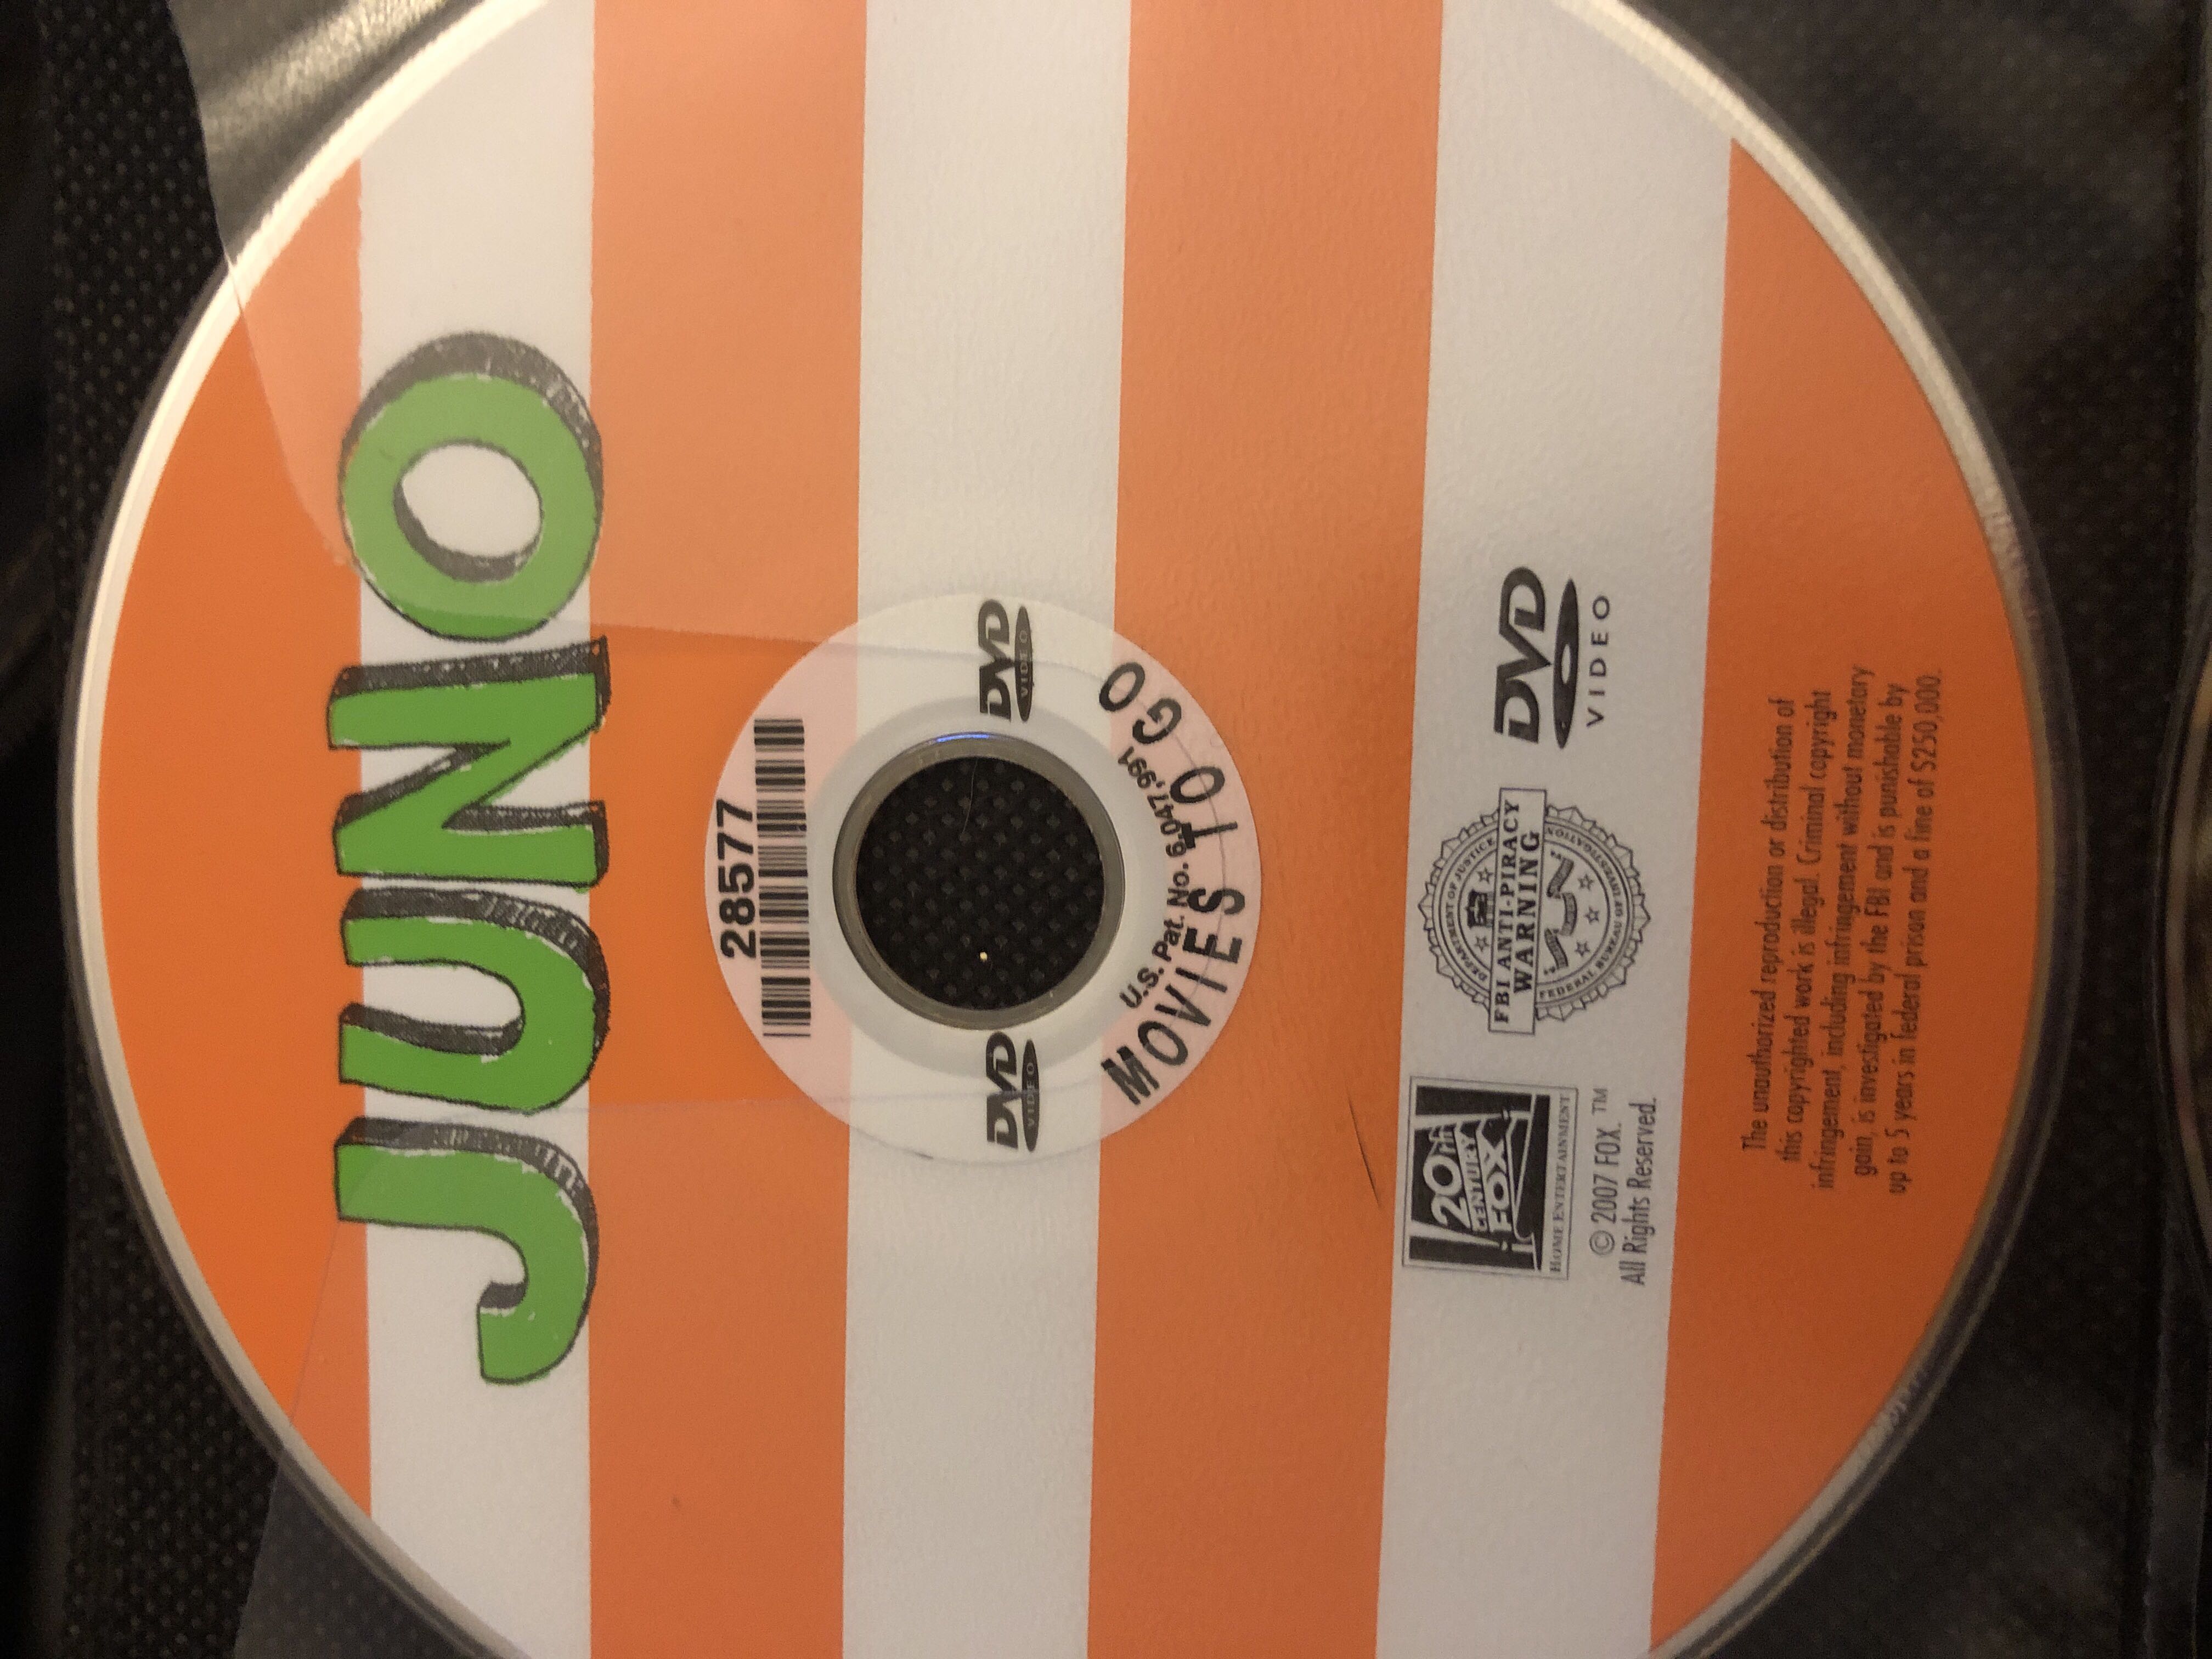 JUNO
28577
DVD
VIDEO
DVD
VIDEO
U.S. Pat. No. 6,047,991
MOVIES TO GO
20th
CENTURY
FOX
HOME ENTERTAINMENT
© 2007 FOX.™
All Rights Reserved.
DEPARTMENT OF JUSTICE
FBI ANTI-PIRACY
WARNING
FEDERAL BUREAU OF INVESTIGATION
DVD
VIDEO
The unauthorized reproduction or distribution of
this copyrighted work is illegal. Criminal copyright
infringement, including infringement without monetary
gain, is investigated by the FBI and is punishable by
up to 5 years in federal prison and a fine of $250,000.